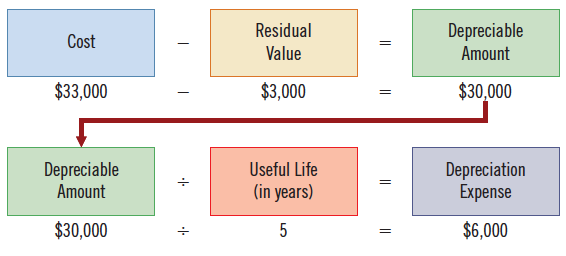 Cost – Residual Value = Depreciable Amount
$33,000 – $3,000 = $30,000
Depreciable Amount ÷ Useful Life (in years) = Depreciation Expense
$30,000 ÷ 5 = $6,000